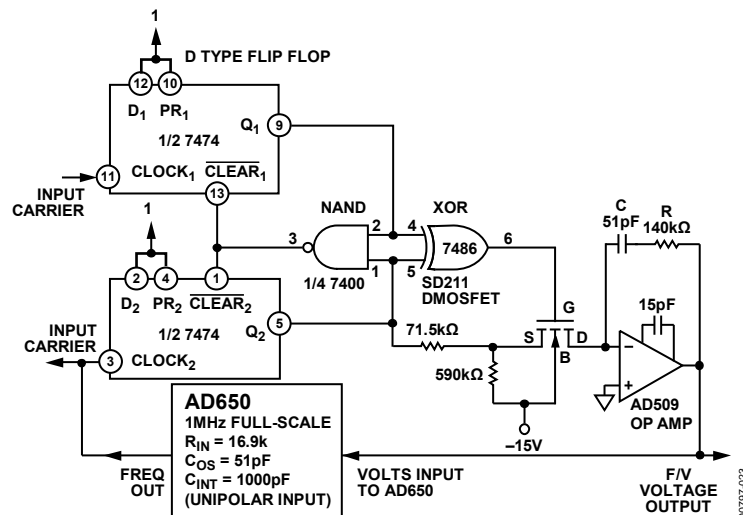 1
D TYPE FLIP FLOP
12
10
D1
PR1
Q1
9
1/2 7474
11
CLOCK1
CLEAR1
INPUT
CARRIER
13
1
NAND
XOR
C
51pF
R
140kΩ
3
2
4
7486
6
1
5
1/4 7400
SD211
DMOSFET
2
4
1
D2
PR2
CLEAR2
1/2 7474
Q2
5
INPUT
CARRIER
3
CLOCK2
71.5kΩ
G
S
D
B
15pF
590kΩ
–
+
AD509
OP AMP
–15V
AD650
1MHz FULL-SCALE
RIN = 16.9k
COS = 51pF
CINT = 1000pF
(UNIPOLAR INPUT)
FREQ
OUT
VOLTS INPUT
TO AD650
F/V
VOLTAGE
OUTPUT